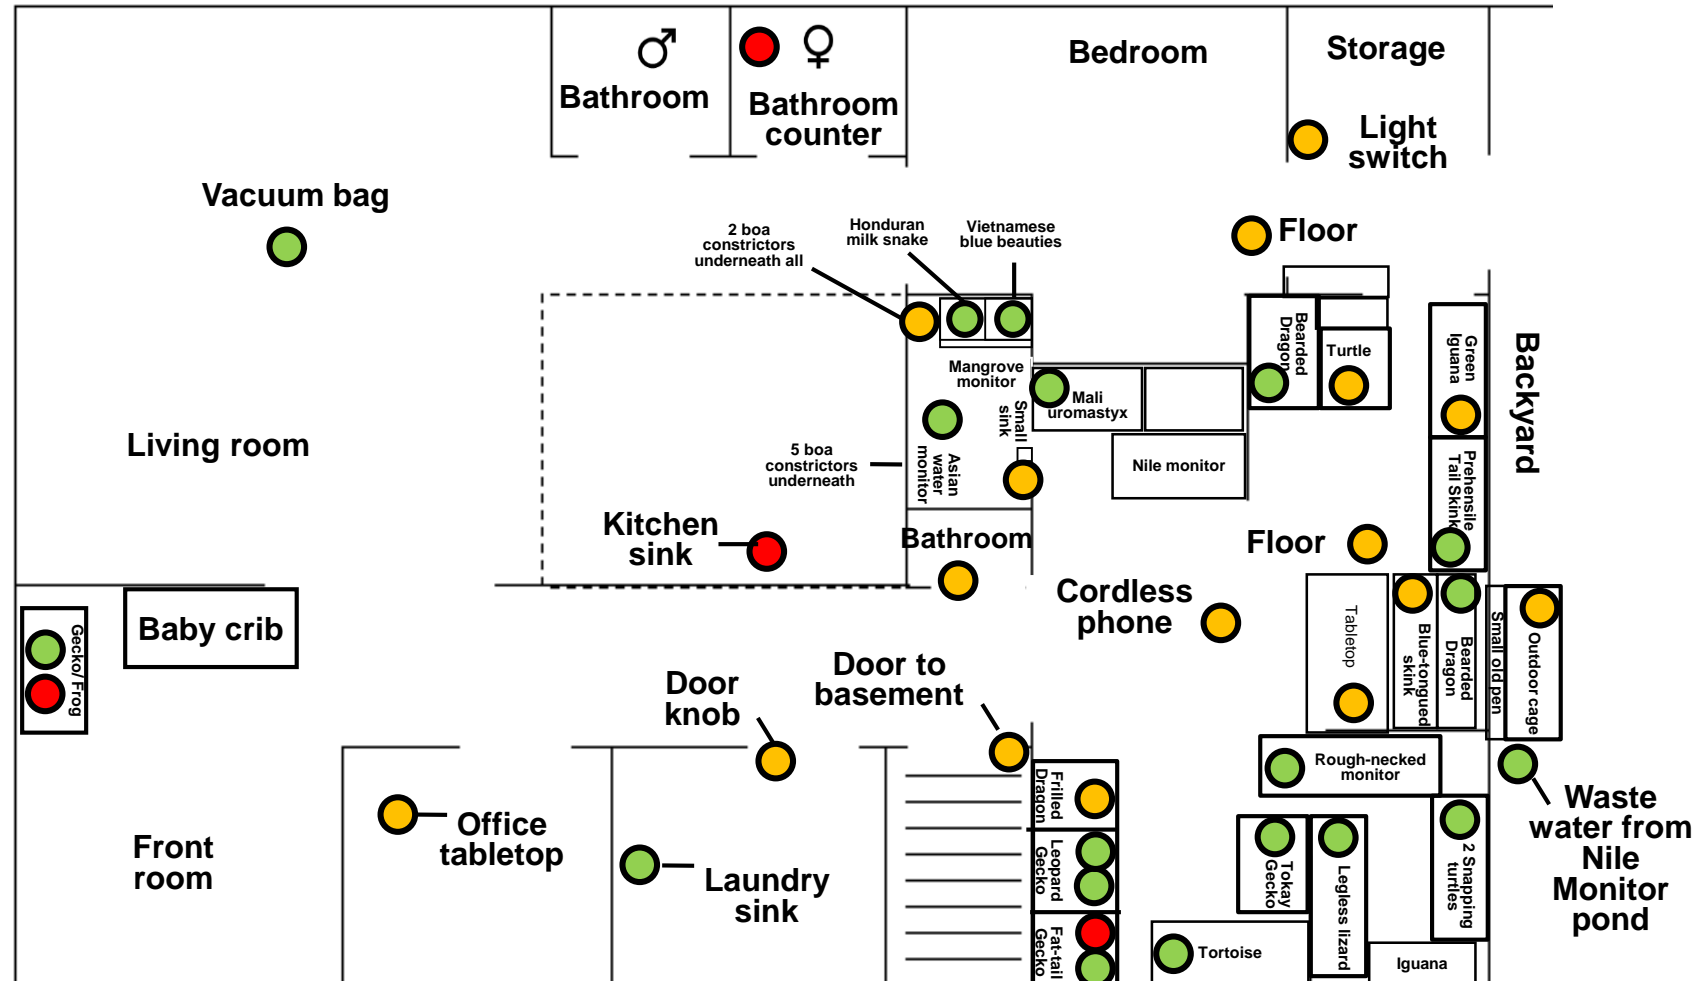 ♂
Bathroom
♀
Bathroom
counter
Bedroom
Storage
Light
switch
Vacuum bag
2 boa
constrictors
underneath all
Honduran
milk snake
Vietnamese
blue beauties
Floor
Bearded
Dragon
Turtle
Green
Iguana
Backyard
Mangrove
monitor
Small
sink
Mali
uromastyx
Living room
5 boa
constrictors
underneath
Asian
water
monitor
Nile monitor
Prehensile
Tail Skink
Kitchen
sink
Bathroom
Floor
Cordless
phone
Baby crib
Gecko/ Frog
Tabletop
Blue-tongued
skink
Bearded
Dragon
Small old pen
Outdoor cage
Door
knob
Door to
basement
Rough-necked
monitor
Frilled
Dragon
Waste
water from
Nile
Monitor
pond
Office
tabletop
Front
room
Laundry
sink
Leopard
Gecko
Tokay
Gecko
Legless lizard
2 Snapping
turtles
Fat-tail
Gecko
Tortoise
Iguana